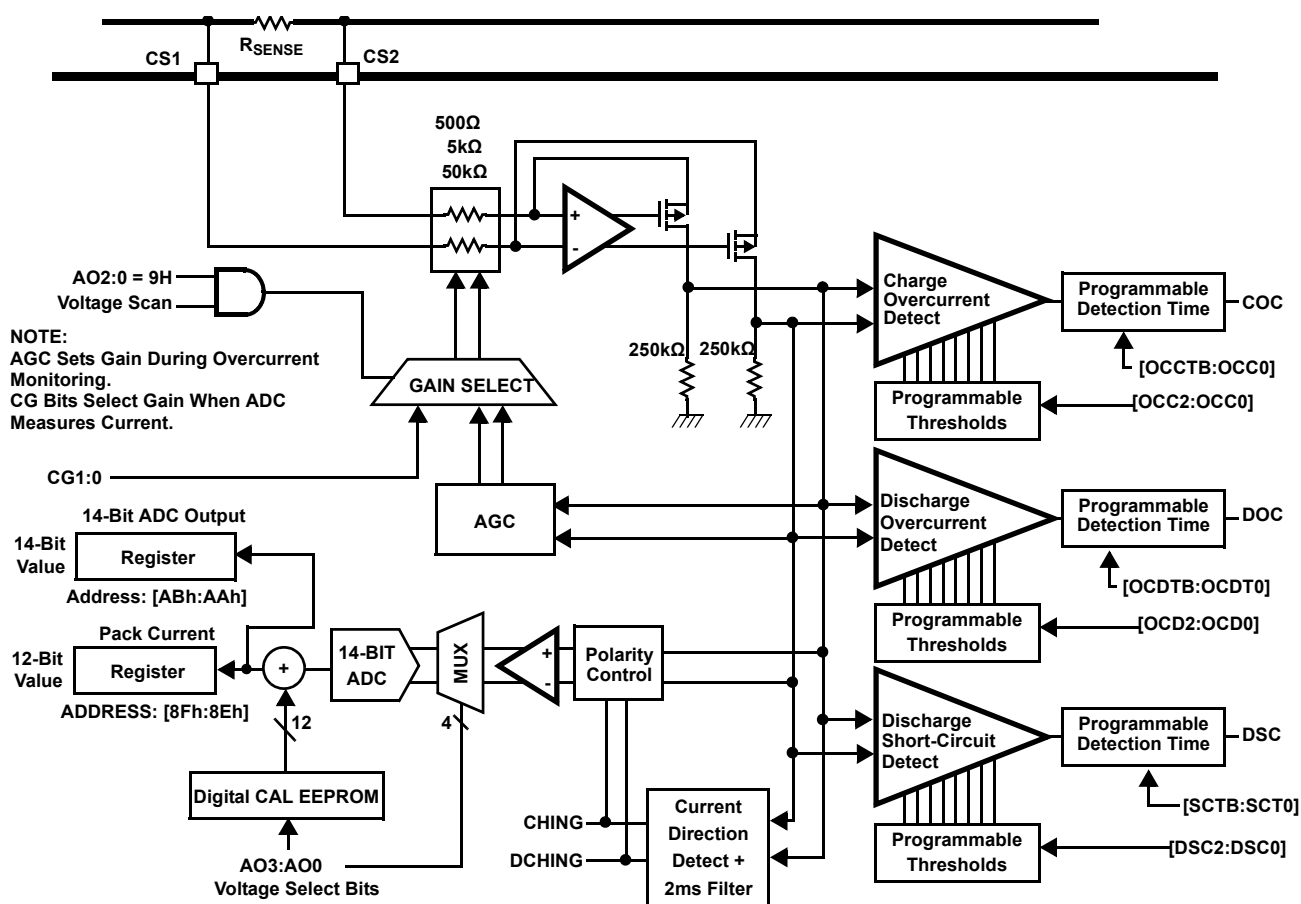 RSENSE
CS1
CS2
500Ω
5kΩ
50kΩ
+
-
AO2:0 = 9H
Voltage Scan
NOTE:
AGC Sets Gain During Overcurrent
Monitoring.
CG Bits Select Gain When ADC
Measures Current.
GAIN SELECT
250kΩ
250kΩ
Charge
Overcurrent
Detect
Programmable
Detection Time
COC
[OCCTB:OCC0]
Programmable
Thresholds
[OCC2:OCC0]
CG1:0
AGC
Discharge
Overcurrent
Detect
Programmable
Detection Time
DOC
[OCDTB:OCDT0]
Programmable
Thresholds
[OCD2:OCD0]
14-Bit ADC Output
14-Bit
Value
Register
Address: [ABh:AAh]
Pack Current
12-Bit
Value
Register
ADDRESS: [8Fh:8Eh]
+
12
14-BIT
ADC
MUX
4
+
-
Polarity
Control
Digital CAL EEPROM
AO3:AO0
Voltage Select Bits
CHING
DCHING
Current
Direction
Detect +
2ms Filter
Discharge
Short-Circuit
Detect
Programmable
Detection Time
DSC
[SCTB:SCT0]
Programmable
Thresholds
[DSC2:DSC0]